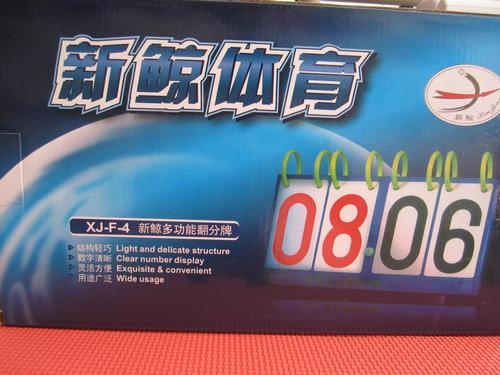 新鲸体育
新鲸
XJ-F-4 新鲸多功能翻分牌
结构轻巧 Light and delicate structure
数字清晰 Clear number display
灵活方便 Exquisite & convenient
用途广泛 Wide usage
08 06